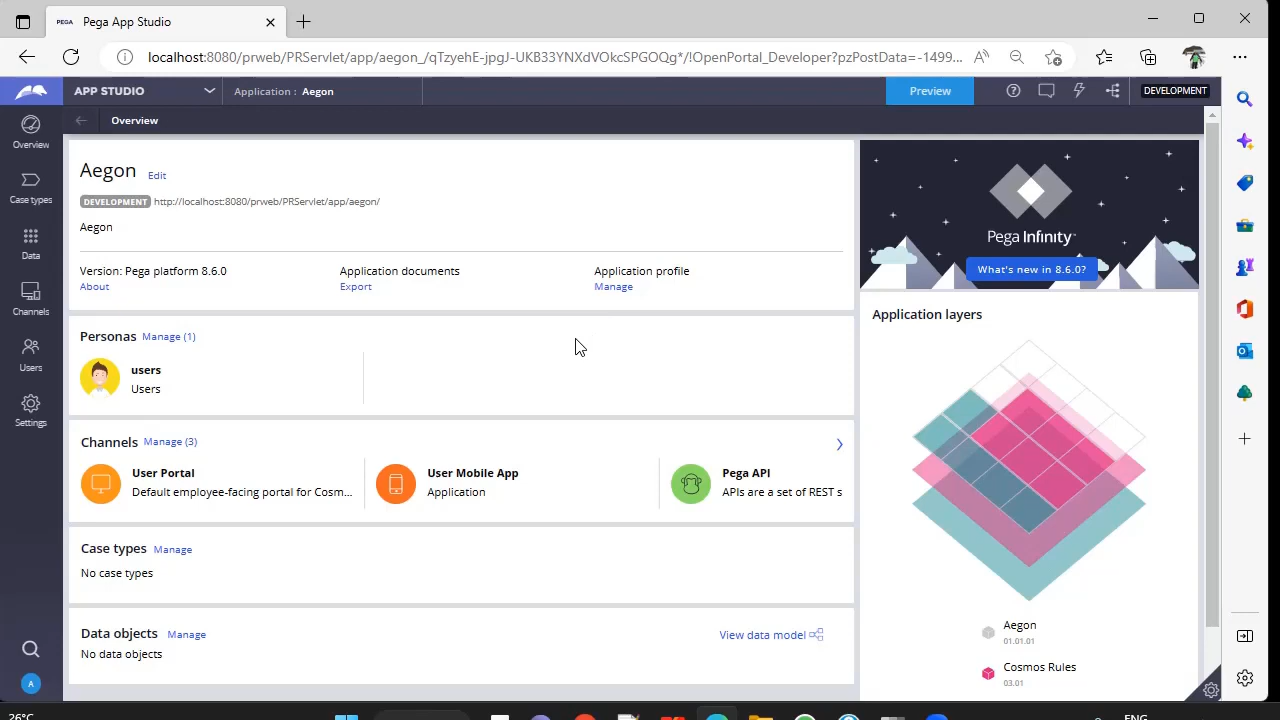 PEGA Pega App Studio
localhost:8080/prweb/PRServlet/app/aegon_/qTzyehE-jpgJ-UKB33YNXdVOkcSPGOQg*/!OpenPortal_Developer?pzPostData=-1499...
APP STUDIO Application : Aegon Preview DEVELOPMENT
Overview
Overview
Case types
Data
Channels
Users
Settings
A
Aegon Edit
DEVELOPMENT http://localhost:8080/prweb/PRServlet/app/aegon/
Aegon
Version: Pega platform 8.6.0 Application documents Application profile
About Export Manage
Personas Manage (1)
users
Users
Channels Manage (3)
User Portal User Mobile App Pega API
Default employee-facing portal for Cosm... Application APIs are a set of REST s
Case types Manage
No case types
Data objects Manage View data model
No data objects
Pega Infinity
What's new in 8.6.0?
Application layers
Aegon
01.01.01
Cosmos Rules
03.01
26°C
ENG